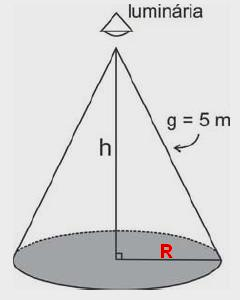 luminária
g = 5 m
h
R